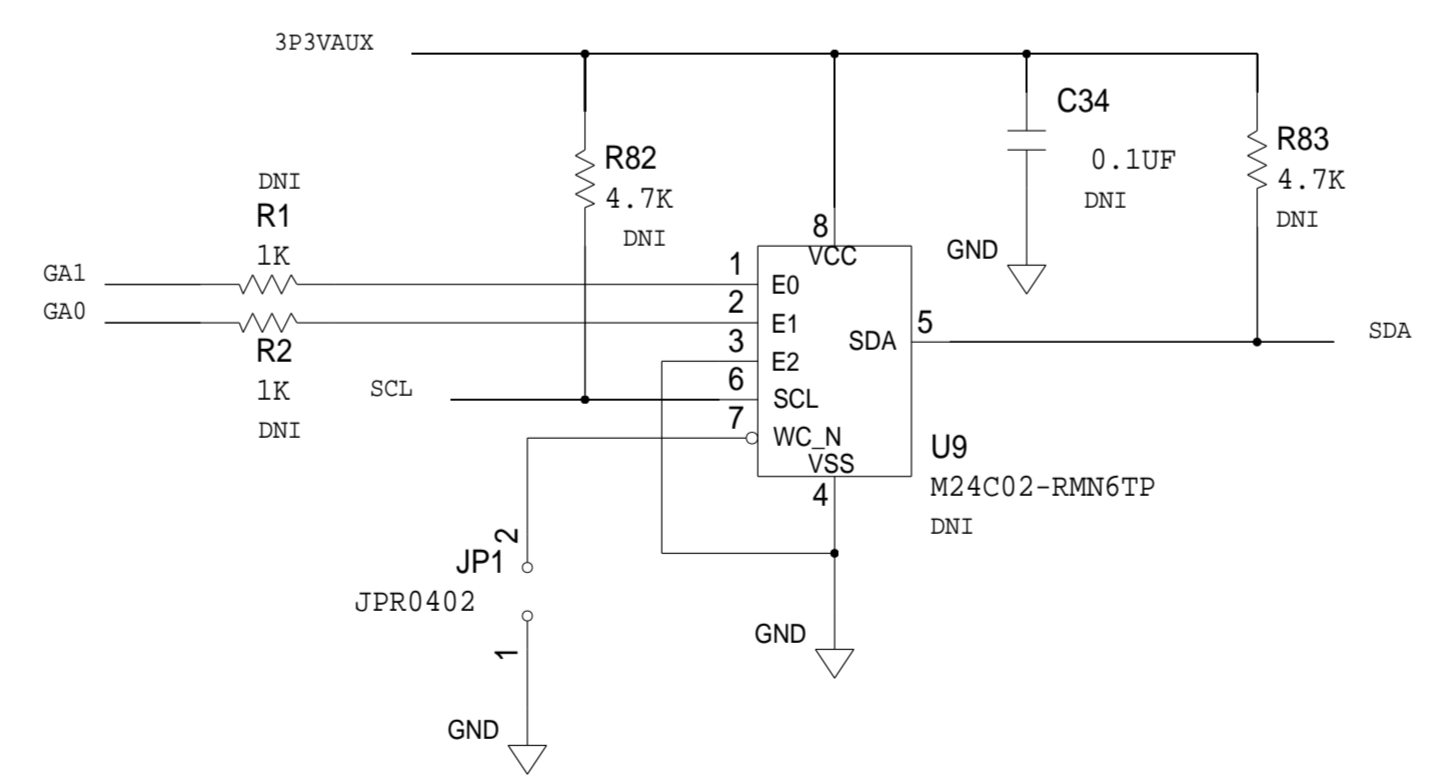 3P3VAUX
C34
0.1UF
DNI
R83
4.7K
DNI
R82
4.7K
DNI
DNI
R1
1K
GA1
GA0
R2
1K
DNI
GND
8
VCC
1
E0
2
E1
3
E2
6
SCL
7
WC_N
VSS
4
SDA
5
SDA
SCL
U9
M24C02-RMN6TP
DNI
2
JP1
JPR0402
1
GND
GND